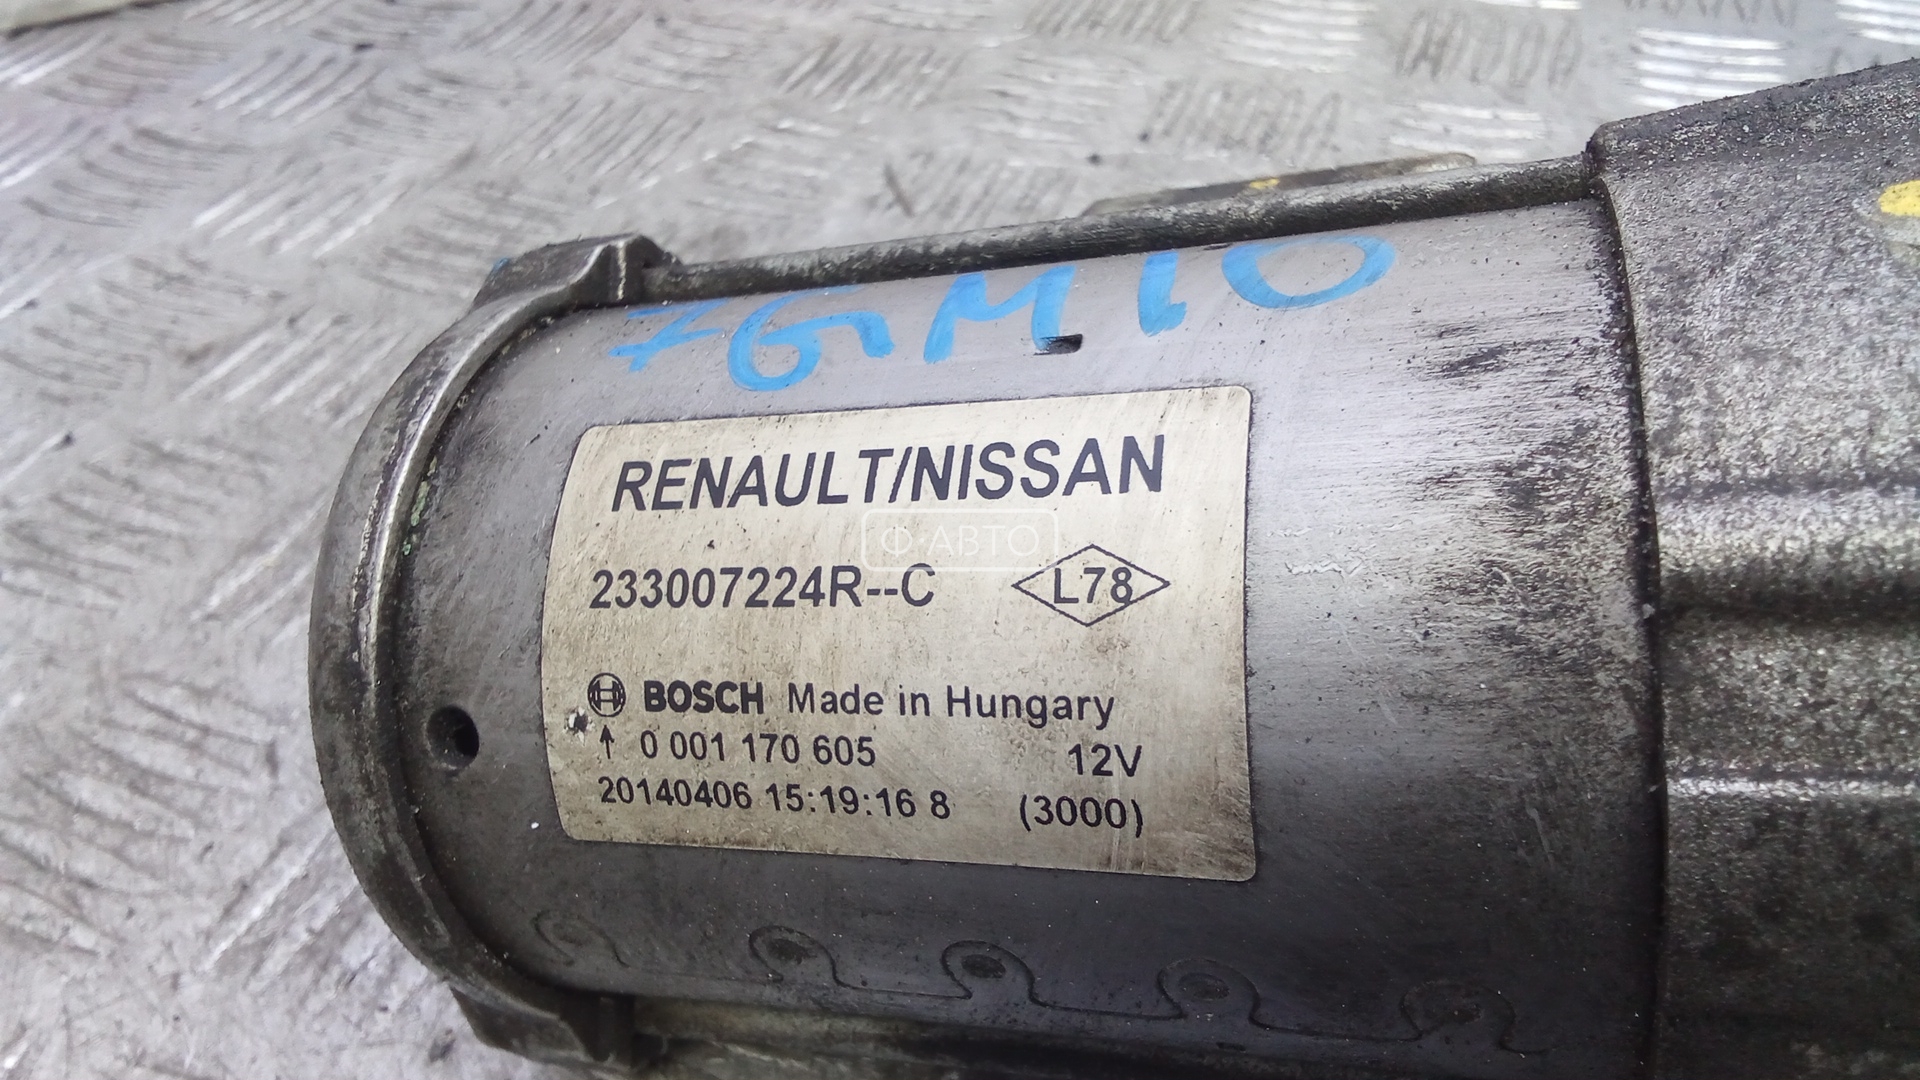 7GM10
RENAULT/NISSAN
Ф·АВТО
233007224R--C L78
BOSCH Made in Hungary
↑ 0 001 170 605 12V
20140406 15:19:16 8 (3000)